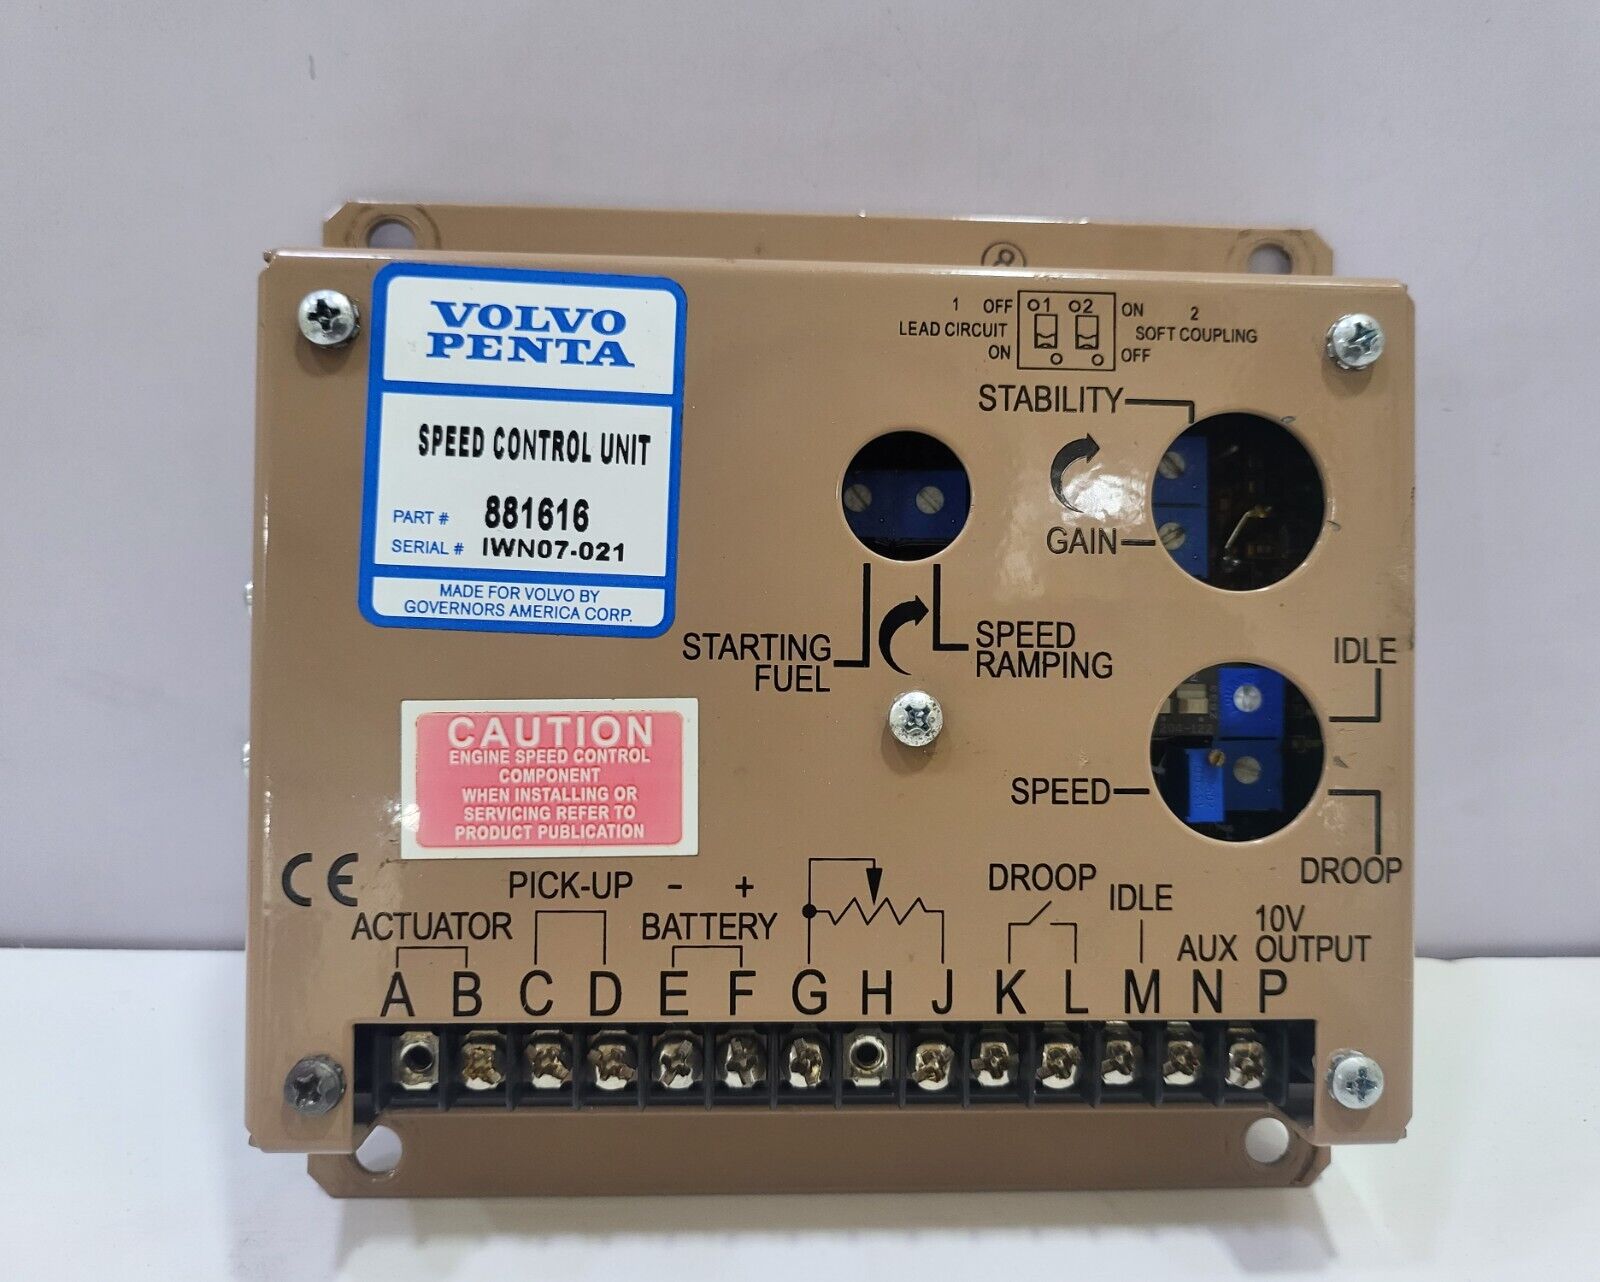 VOLVO
PENTA
SPEED CONTROL UNIT
PART # 881616
SERIAL # IWN07-021
MADE FOR VOLVO BY
GOVERNORS AMERICA CORP.
1 OFF 1 2 ON 2
LEAD CIRCUIT SOFT COUPLING
ON OFF
STABILITY
GAIN
STARTING
FUEL
SPEED
RAMPING
IDLE
SPEED
DROOP
CAUTION
ENGINE SPEED CONTROL
COMPONENT
WHEN INSTALLING OR
SERVICING REFER TO
PRODUCT PUBLICATION
CE
PICK-UP - +
ACTUATOR BATTERY
DROOP
IDLE
10V
AUX OUTPUT
A B C D E F G H J K L M N P